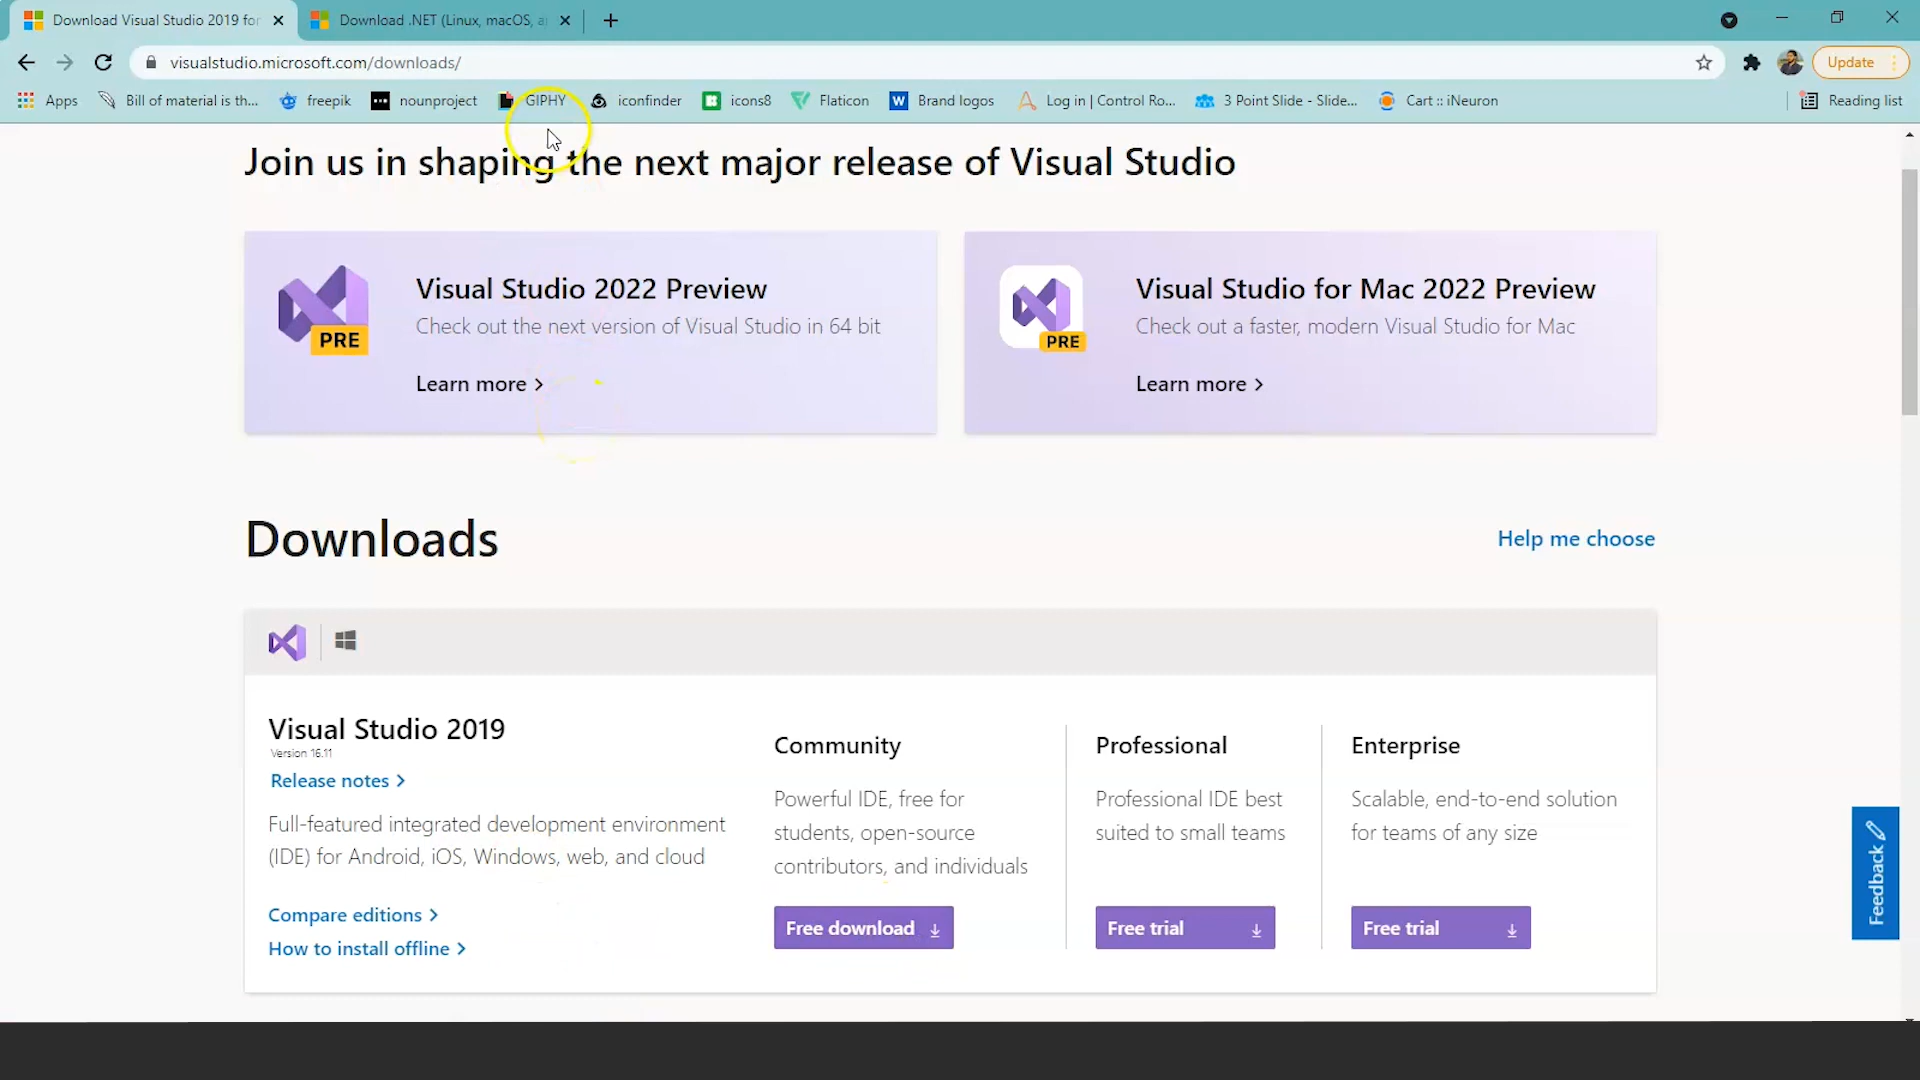 Download Visual Studio 2019 for
Download .NET (Linux, macOS, a
visualstudio.microsoft.com/downloads/
Update
Apps
Bill of material is th...
freepik
nounproject
GIPHY
iconfinder
icons8
Flaticon
Brand logos
Log in | Control Ro...
3 Point Slide - Slide...
Cart :: iNeuron
Reading list
Join us in shaping the next major release of Visual Studio
PRE
Visual Studio 2022 Preview
Check out the next version of Visual Studio in 64 bit
Learn more >
PRE
Visual Studio for Mac 2022 Preview
Check out a faster, modern Visual Studio for Mac
Learn more >
Downloads
Help me choose
Visual Studio 2019
Version 16.11
Release notes >
Full-featured integrated development environment
(IDE) for Android, iOS, Windows, web, and cloud
Compare editions >
How to install offline >
Community
Powerful IDE, free for
students, open-source
contributors, and individuals
Free download
Professional
Professional IDE best
suited to small teams
Free trial
Enterprise
Scalable, end-to-end solution
for teams of any size
Free trial
Feedback